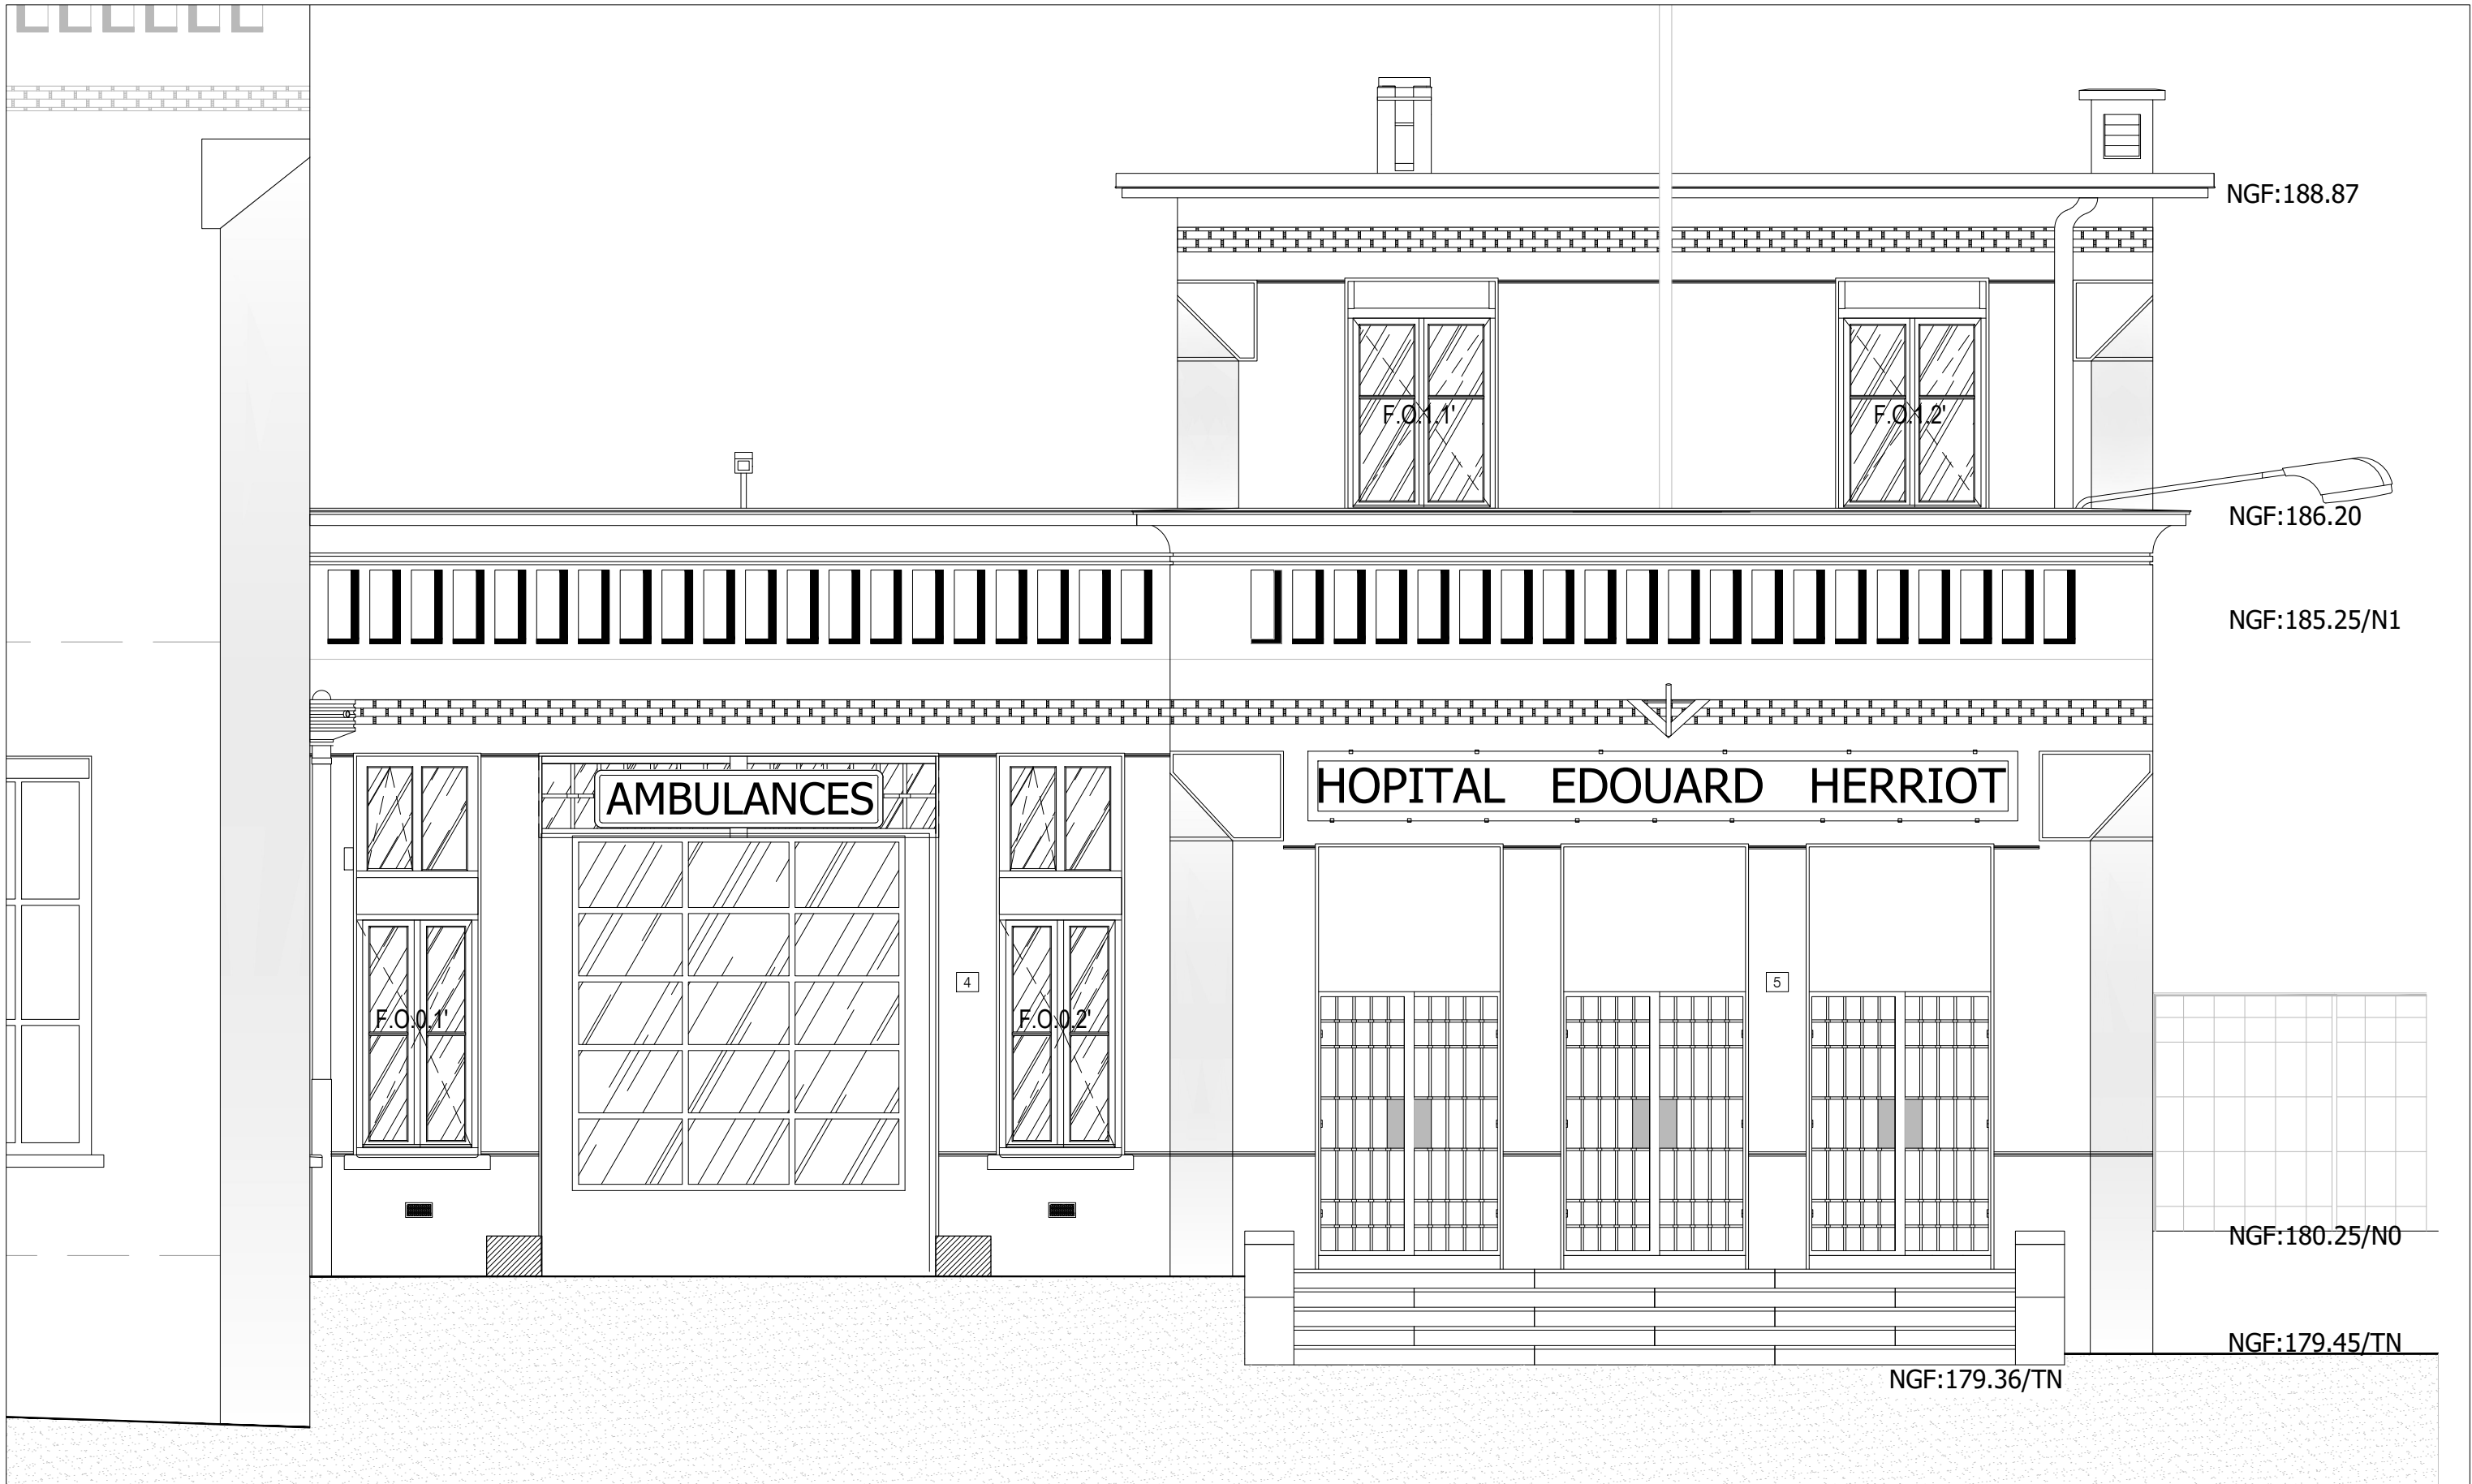 NGF:188.87
F.O.1.1'
F.O.1.2'
NGF:186.20
NGF:185.25/N1
AMBULANCES
HOPITAL EDOUARD HERRIOT
4
5
F.O.0.1'
F.O.0.2'
NGF:180.25/N0
NGF:179.45/TN
NGF:179.36/TN